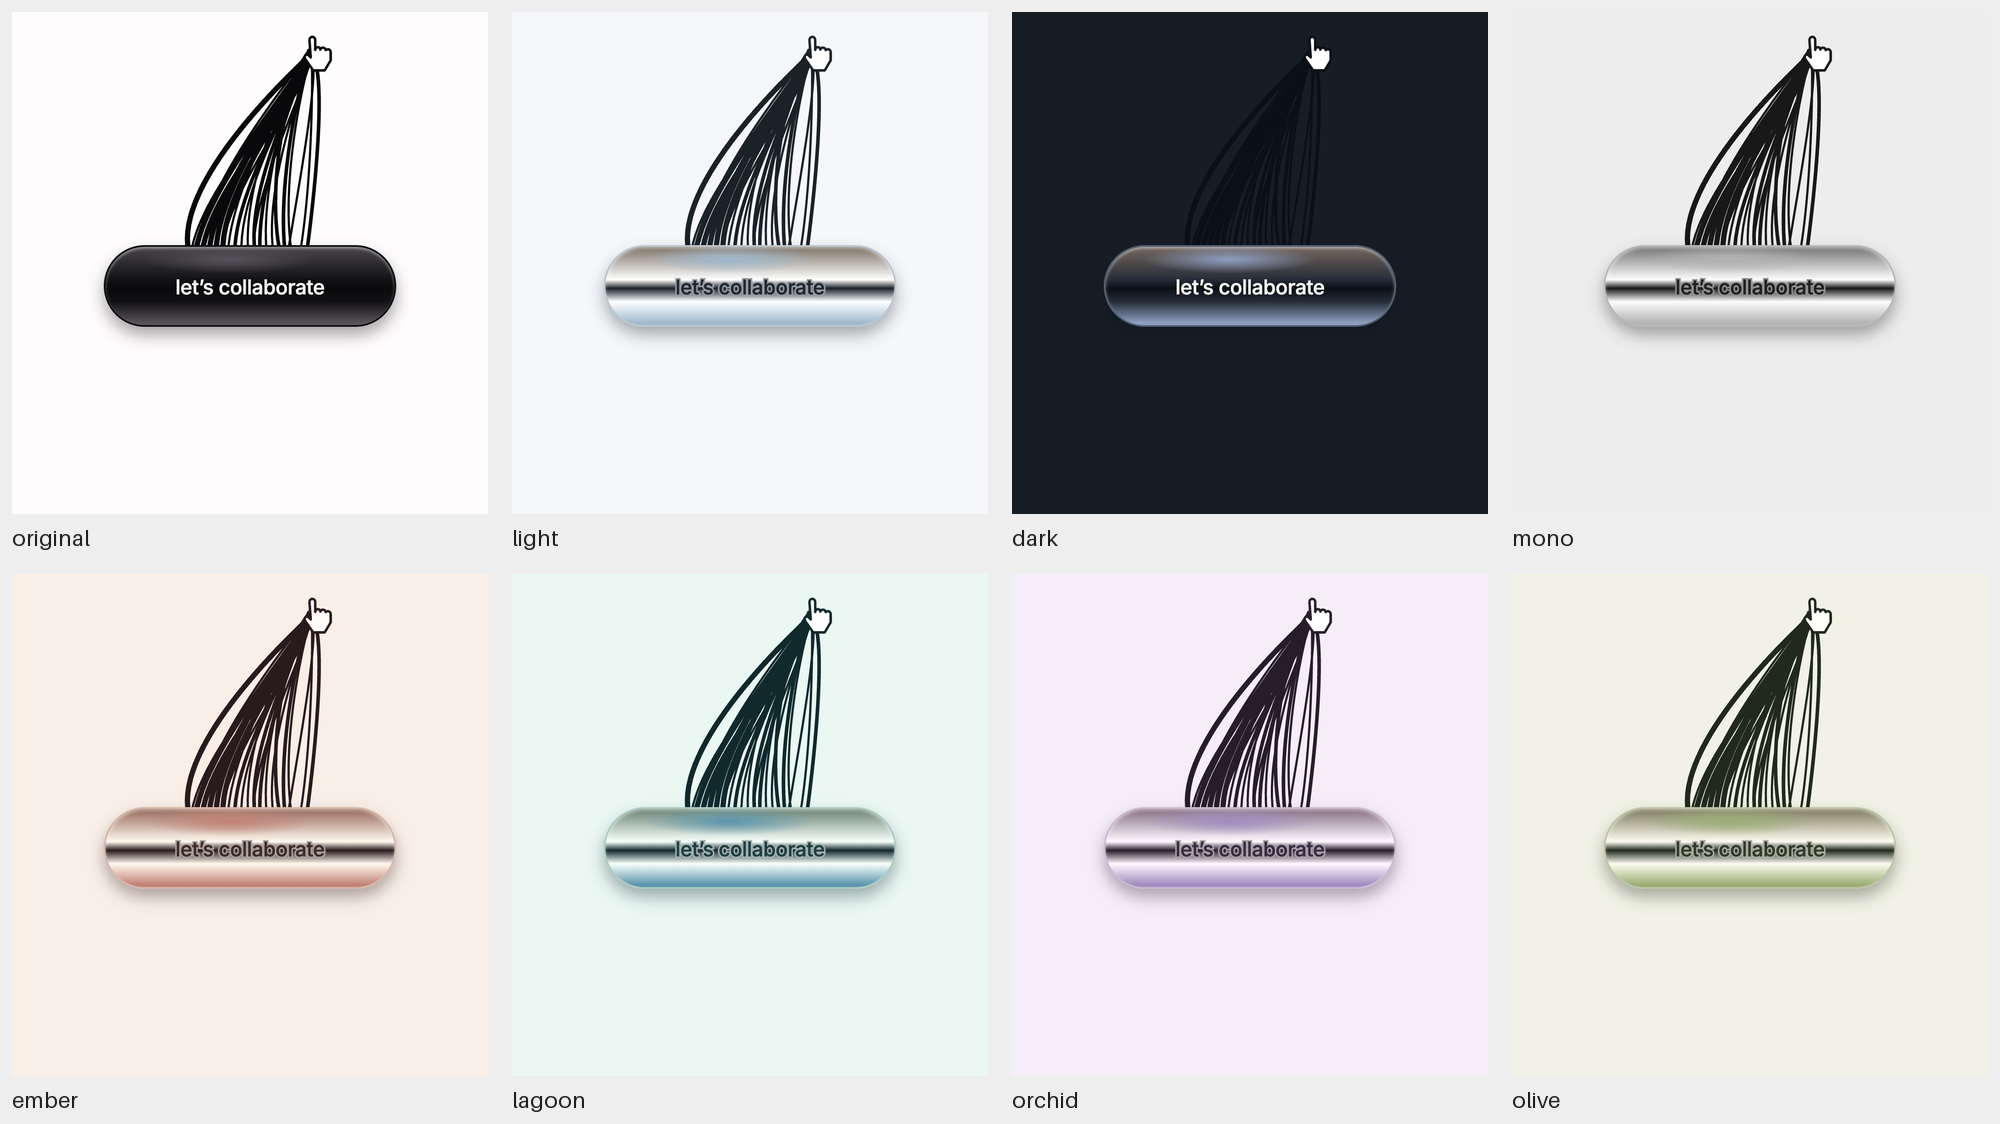 let’s collaborate
let’s collaborate
let’s collaborate
let’s collaborate
original
light
dark
mono
let’s collaborate
let’s collaborate
let’s collaborate
let’s collaborate
ember
lagoon
orchid
olive